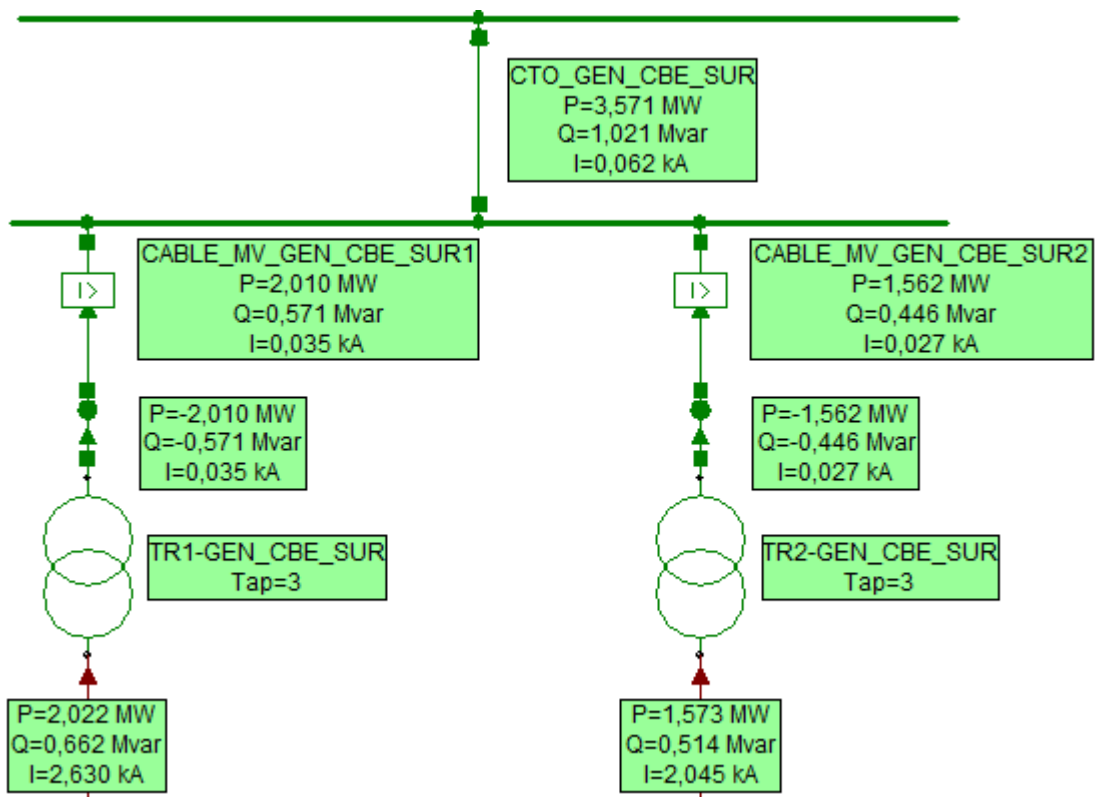 CTO_GEN_CBE_SUR
P=3,571 MW
Q=1,021 Mvar
I=0,062 kA
CABLE_MV_GEN_CBE_SUR1
P=2,010 MW
Q=0,571 Mvar
I=0,035 kA
I>
CABLE_MV_GEN_CBE_SUR2
P=1,562 MW
Q=0,446 Mvar
I=0,027 kA
I>
P=-2,010 MW
Q=-0,571 Mvar
I=0,035 kA
P=-1,562 MW
Q=-0,446 Mvar
I=0,027 kA
TR1-GEN_CBE_SUR
Tap=3
TR2-GEN_CBE_SUR
Tap=3
P=2,022 MW
Q=0,662 Mvar
I=2,630 kA
P=1,573 MW
Q=0,514 Mvar
I=2,045 kA